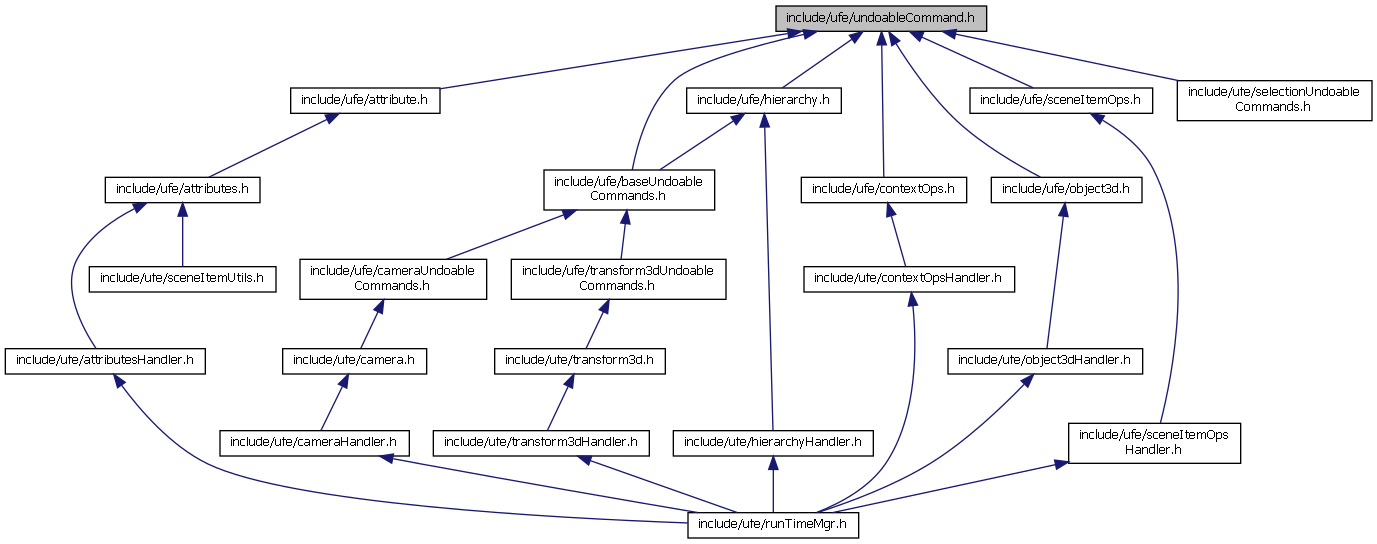 include/ufe/undoableCommand.h
include/ufe/attribute.h
include/ufe/hierarchy.h
include/ufe/sceneItemOps.h
include/ufe/selectionUndoable
Commands.h
include/ufe/attributes.h
include/ufe/baseUndoable
Commands.h
include/ufe/contextOps.h
include/ufe/object3d.h
include/ufe/sceneItemUtils.h
include/ufe/cameraUndoable
Commands.h
include/ufe/transform3dUndoable
Commands.h
include/ufe/contextOpsHandler.h
include/ufe/attributesHandler.h
include/ufe/camera.h
include/ufe/transform3d.h
include/ufe/object3dHandler.h
include/ufe/cameraHandler.h
include/ufe/transform3dHandler.h
include/ufe/hierarchyHandler.h
include/ufe/sceneItemOps
Handler.h
include/ufe/runTimeMgr.h